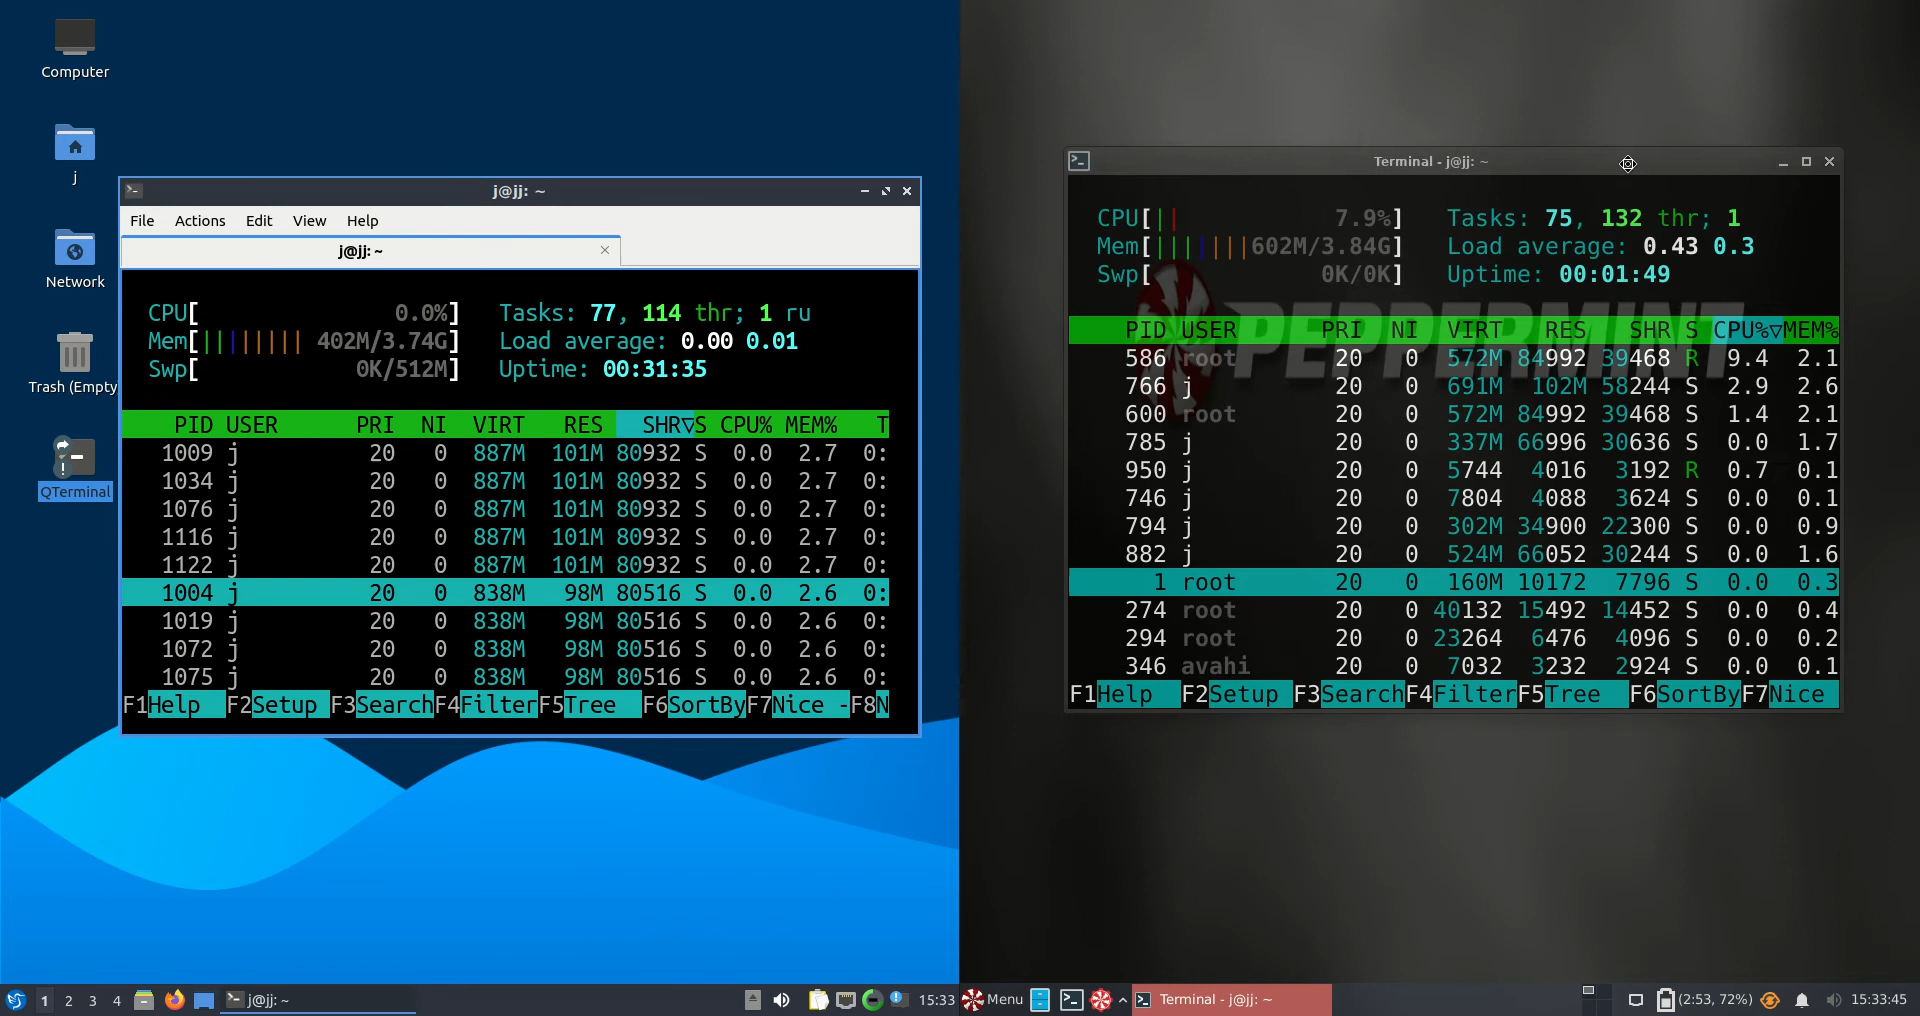 Computer
j
Network
Trash (Empty
QTerminal
j@jj: ~
File Actions Edit View Help
j@jj: ~
CPU[ 0.0%] Tasks: 77, 114 thr; 1 ru
Mem[||||||||| 402M/3.74G] Load average: 0.00 0.01
Swp[ 0K/512M] Uptime: 00:31:35
PID USER PRI NI VIRT RES SHR▽S CPU% MEM% T
1009 j 20 0 887M 101M 80932 S 0.0 2.7 0:
1034 j 20 0 887M 101M 80932 S 0.0 2.7 0:
1076 j 20 0 887M 101M 80932 S 0.0 2.7 0:
1116 j 20 0 887M 101M 80932 S 0.0 2.7 0:
1122 j 20 0 887M 101M 80932 S 0.0 2.7 0:
1004 j 20 0 838M 98M 80516 S 0.0 2.6 0:
1019 j 20 0 838M 98M 80516 S 0.0 2.6 0:
1072 j 20 0 838M 98M 80516 S 0.0 2.6 0:
1075 j 20 0 838M 98M 80516 S 0.0 2.6 0:
F1Help F2Setup F3SearchF4FilterF5Tree F6SortByF7Nice -F8N
1 2 3 4 j@jj: ~ 15:33
Terminal - j@jj: ~
CPU[|| 7.9%] Tasks: 75, 132 thr; 1
Mem[|||||||602M/3.84G] Load average: 0.43 0.3
Swp[ 0K/0K] Uptime: 00:01:49
PEPPERMINT
PID USER PRI NI VIRT RES SHR S CPU%▽MEM%
586 root 20 0 572M 84992 39468 R 9.4 2.1
766 j 20 0 691M 102M 58244 S 2.9 2.6
600 root 20 0 572M 84992 39468 S 1.4 2.1
785 j 20 0 337M 66996 30636 S 0.0 1.7
950 j 20 0 5744 4016 3192 R 0.7 0.1
746 j 20 0 7804 4088 3624 S 0.0 0.1
794 j 20 0 302M 34900 22300 S 0.0 0.9
882 j 20 0 524M 66052 30244 S 0.0 1.6
1 root 20 0 160M 10172 7796 S 0.0 0.3
274 root 20 0 40132 15492 14452 S 0.0 0.4
294 root 20 0 23264 6476 4096 S 0.0 0.2
346 avahi 20 0 7032 3232 2924 S 0.0 0.1
F1Help F2Setup F3SearchF4FilterF5Tree F6SortByF7Nice
Menu Terminal - j@jj: ~ (2:53, 72%) 15:33:45